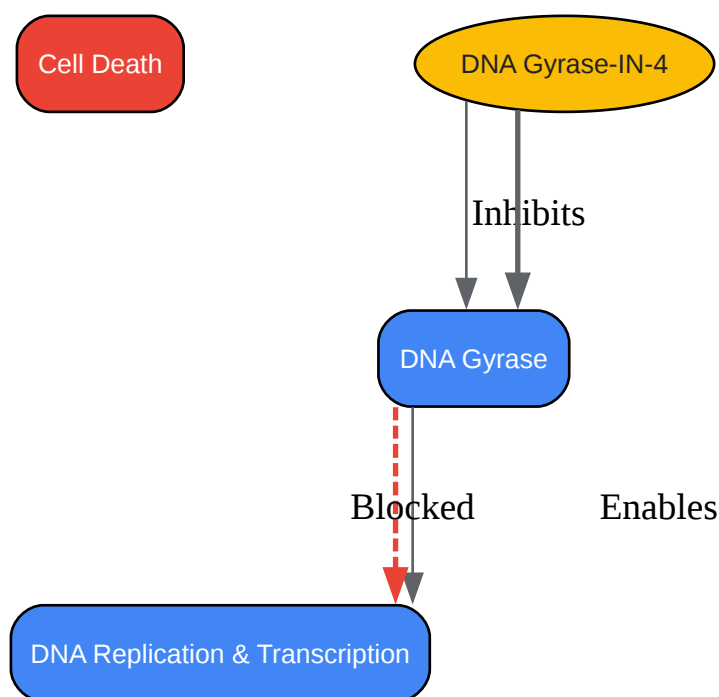 Cell Death
DNA Gyrase-IN-4
Inhibits
DNA Gyrase
Blocked
Enables
DNA Replication & Transcription